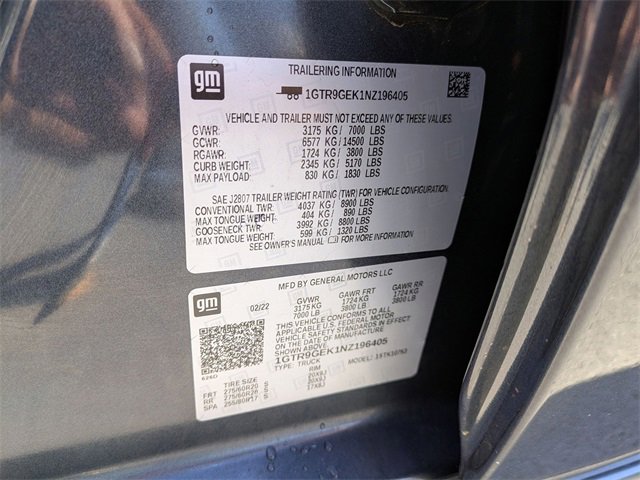 gm
TRAILERING INFORMATION
1GTR9GEK1NZ196405
VEHICLE AND TRAILER MUST NOT EXCEED ANY OF THESE VALUES.
GVWR: 3175 KG / 7000 LBS
GCWR: 6577 KG / 14500 LBS
RGAWR: 1724 KG / 3800 LBS
CURB WEIGHT: 2345 KG / 5170 LBS
MAX PAYLOAD: 830 KG / 1830 LBS
SAE J2807 TRAILER WEIGHT RATING (TWR) FOR VEHICLE CONFIGURATION.
CONVENTIONAL TWR: 4037 KG / 8900 LBS
MAX TONGUE WEIGHT: 404 KG / 890 LBS
GOOSENECK TWR: 3992 KG / 8800 LBS
MAX TONGUE WEIGHT: 599 KG / 1320 LBS
SEE OWNER'S MANUAL FOR MORE INFORMATION
gm
MFD BY GENERAL MOTORS LLC
02/22 GVWR GAWR FRT GAWR RR
3175 KG 1724 KG 1724 KG
7000 LB 3800 LB 3800 LB
THIS VEHICLE CONFORMS TO ALL
APPLICABLE U.S. FEDERAL MOTOR
VEHICLE SAFETY STANDARDS IN EFFECT
ON THE DATE OF MANUFACTURE SHOWN ABOVE.
1GTR9GEK1NZ196405
TYPE: TRUCK MODEL:
TIRE SIZE RIM
FRT 275/60R20 S 20X9J
RR 275/60R20 S 20X9J
SPA 255/80R17 S 17X8J